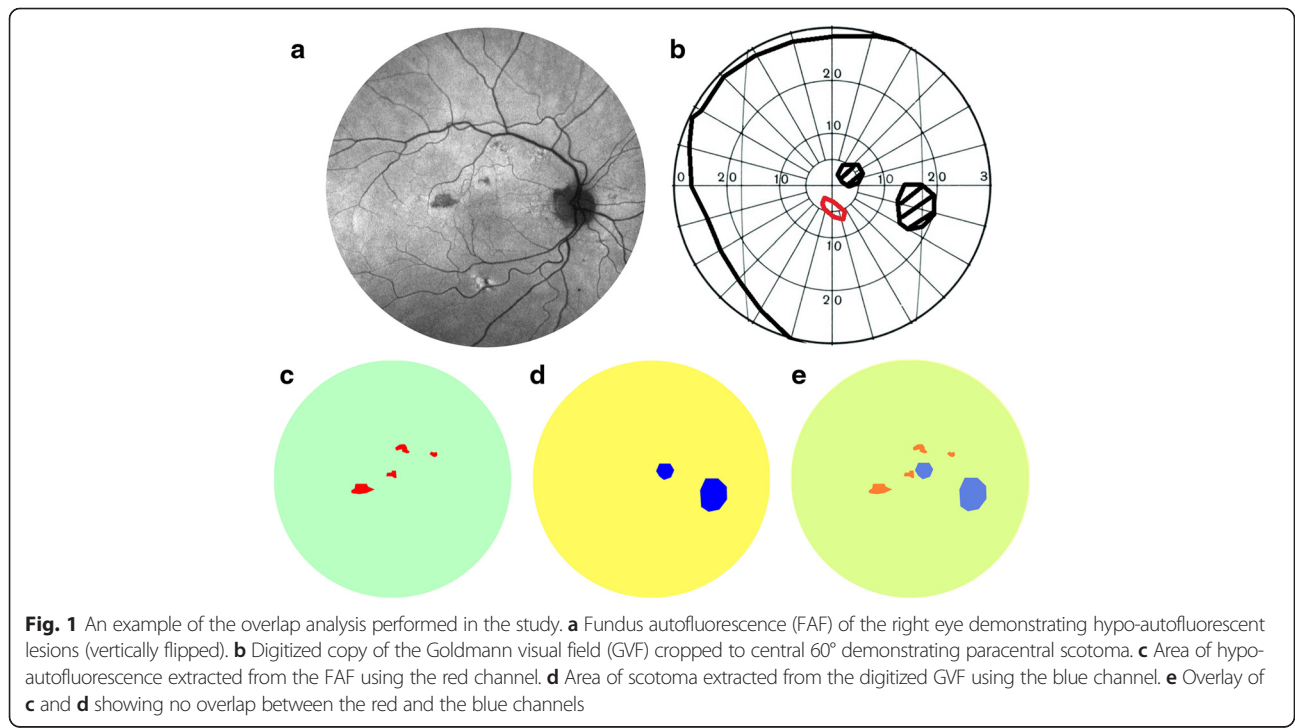 a
b
20
10
0 20 10 10 20 3
10
20
c
d
e
Fig. 1 An example of the overlap analysis performed in the study. a Fundus autofluorescence (FAF) of the right eye demonstrating hypo-autofluorescent
lesions (vertically flipped). b Digitized copy of the Goldmann visual field (GVF) cropped to central 60° demonstrating paracentral scotoma. c Area of hypo-
autofluorescence extracted from the FAF using the red channel. d Area of scotoma extracted from the digitized GVF using the blue channel. e Overlay of
c and d showing no overlap between the red and the blue channels